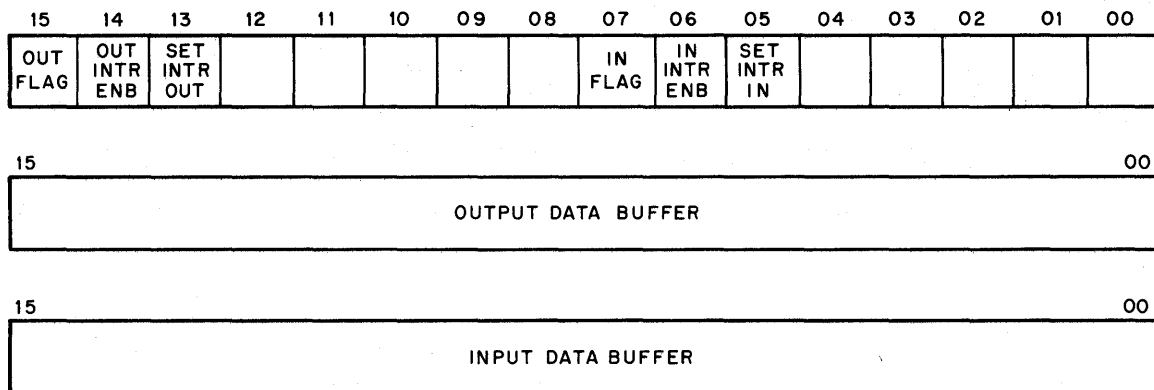 15 14 13 12 11 10 09 08 07 06 05 04 03 02 01 00
OUT FLAG
OUT INTR ENB
SET INTR OUT
IN FLAG
IN INTR ENB
SET INTR IN
15 00
OUTPUT DATA BUFFER
15 00
INPUT DATA BUFFER